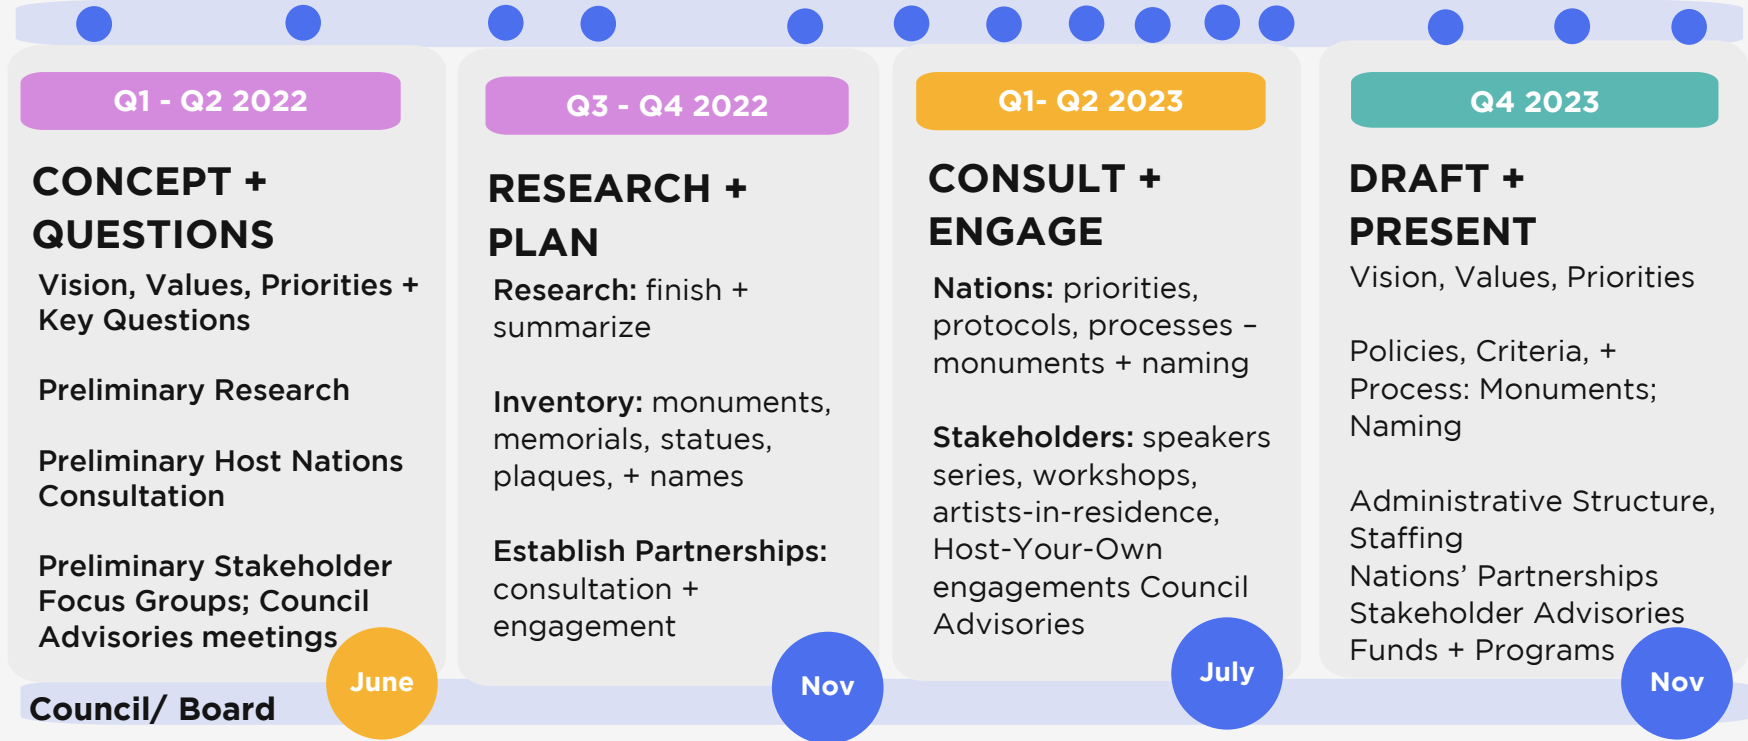 Q1 - Q2 2022
CONCEPT +
QUESTIONS
Vision, Values, Priorities +
Key Questions
Preliminary Research
Preliminary Host Nations
Consultation
Preliminary Stakeholder
Focus Groups; Council
Advisories meetings
June
Q3 - Q4 2022
RESEARCH +
PLAN
Research: finish +
summarize
Inventory: monuments,
memorials, statues,
plaques, + names
Establish Partnerships:
consultation +
engagement
Nov
Q1- Q2 2023
CONSULT +
ENGAGE
Nations: priorities,
protocols, processes –
monuments + naming
Stakeholders: speakers
series, workshops,
artists-in-residence,
Host-Your-Own
engagements Council
Advisories
July
Q4 2023
DRAFT +
PRESENT
Vision, Values, Priorities
Policies, Criteria, +
Process: Monuments;
Naming
Administrative Structure,
Staffing
Nations’ Partnerships
Stakeholder Advisories
Funds + Programs
Nov
Council/ Board